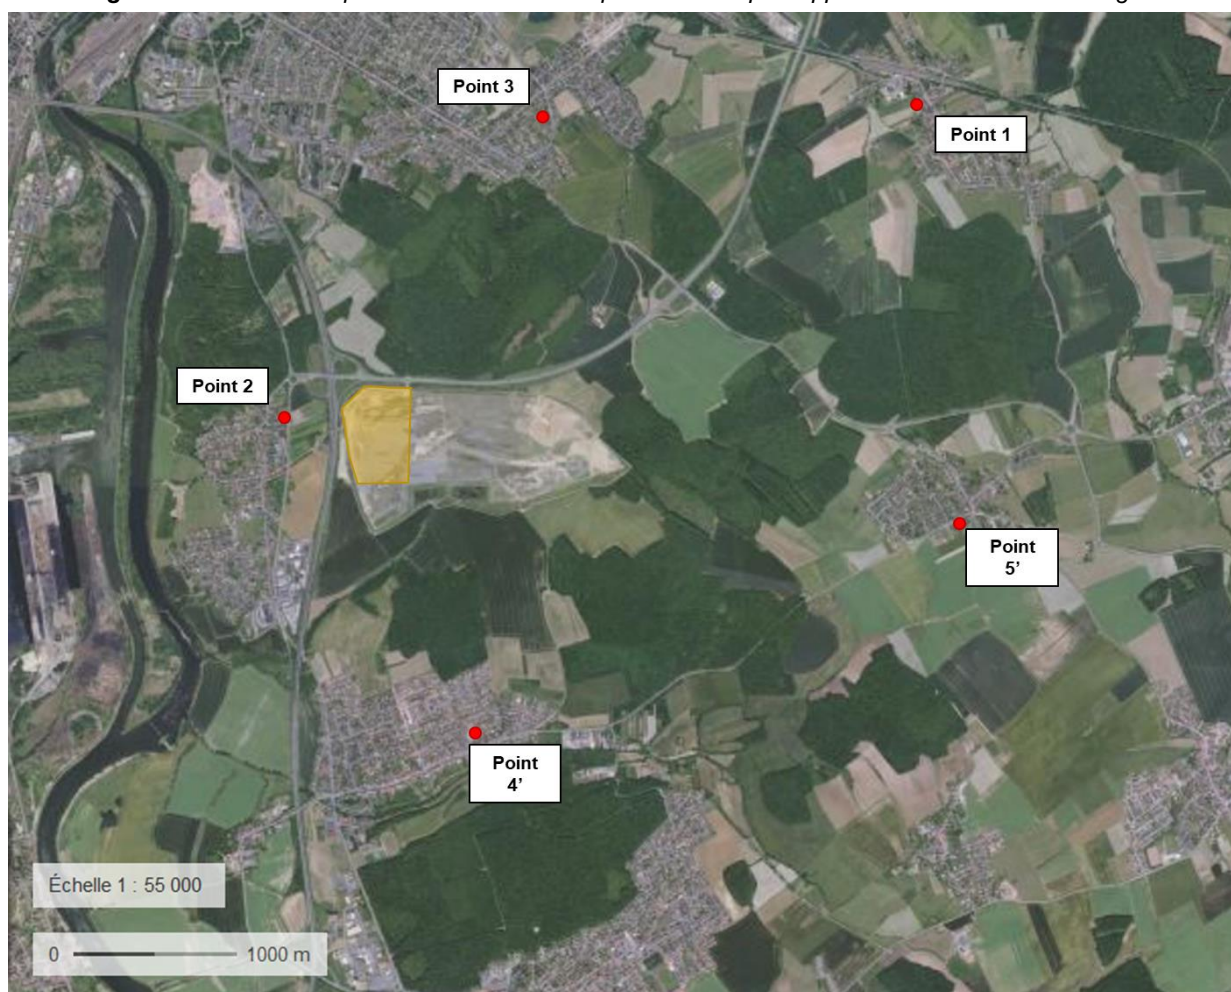 Point 3
Point 1
Point 2
Point
5’
Point
4’
Échelle 1 : 55 000
0 1000 m